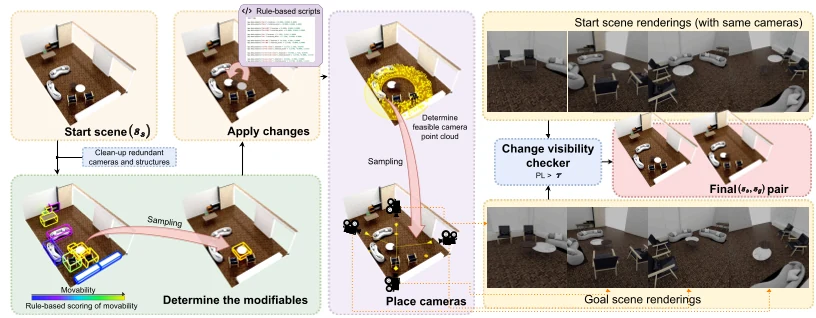 Start scene (s_s)
Clean-up redundant
cameras and structures
Sampling
Movability
Rule-based scoring of movability
Determine the modifiables
</> Rule-based scripts
Apply changes
Determine
feasible camera
point cloud
Sampling
Place cameras
Start scene renderings (with same cameras)
Change visibility
checker
PL > τ
Final (s_s, s_g) pair
Goal scene renderings